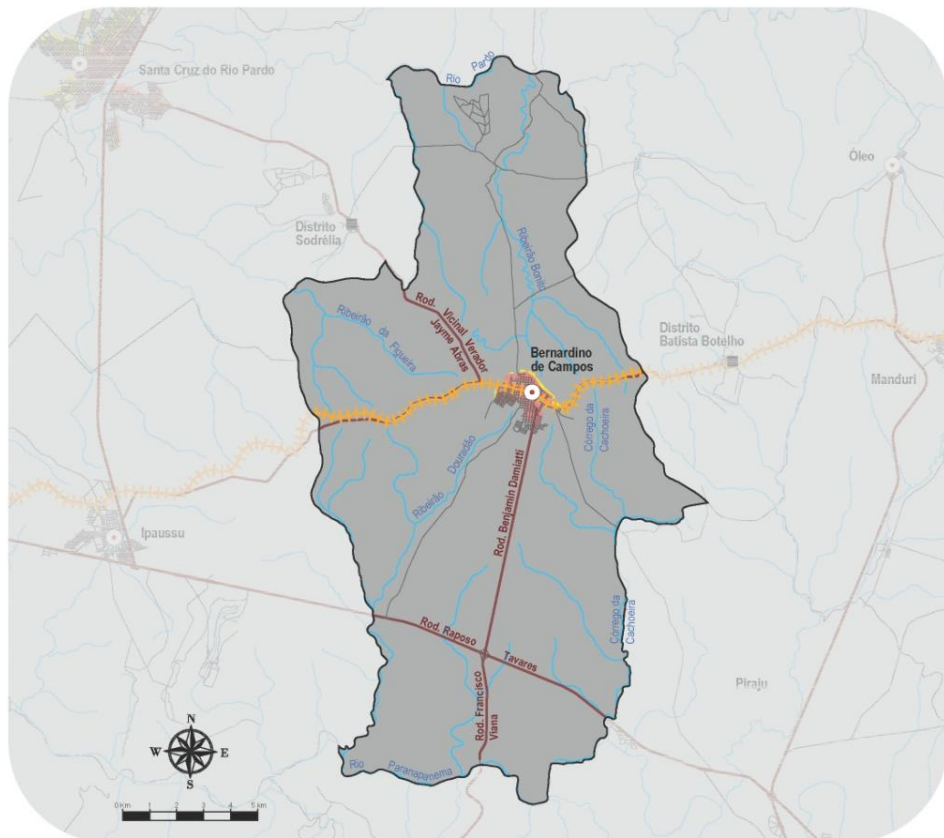 Santa Cruz do Rio Pardo
Rio Pardo
Óleo
Distrito
Sodrélia
Ribeirão Bonito
Rod. Vicinal Verador
Jayme Abras
Ribeirão da Figueira
Bernardino
de Campos
Distrito
Batista Botelho
Manduri
Córrego da
Cachoeira
Ribeirão Douradão
Rod. Benjamin Damiatti
Ipaussu
Córrego da
Cachoeira
Rod. Raposo Tavares
Piraju
Rod. Francisco
Viana
Rio Paranapanema
N
W E
S
0 Km 1 2 3 4 5 km